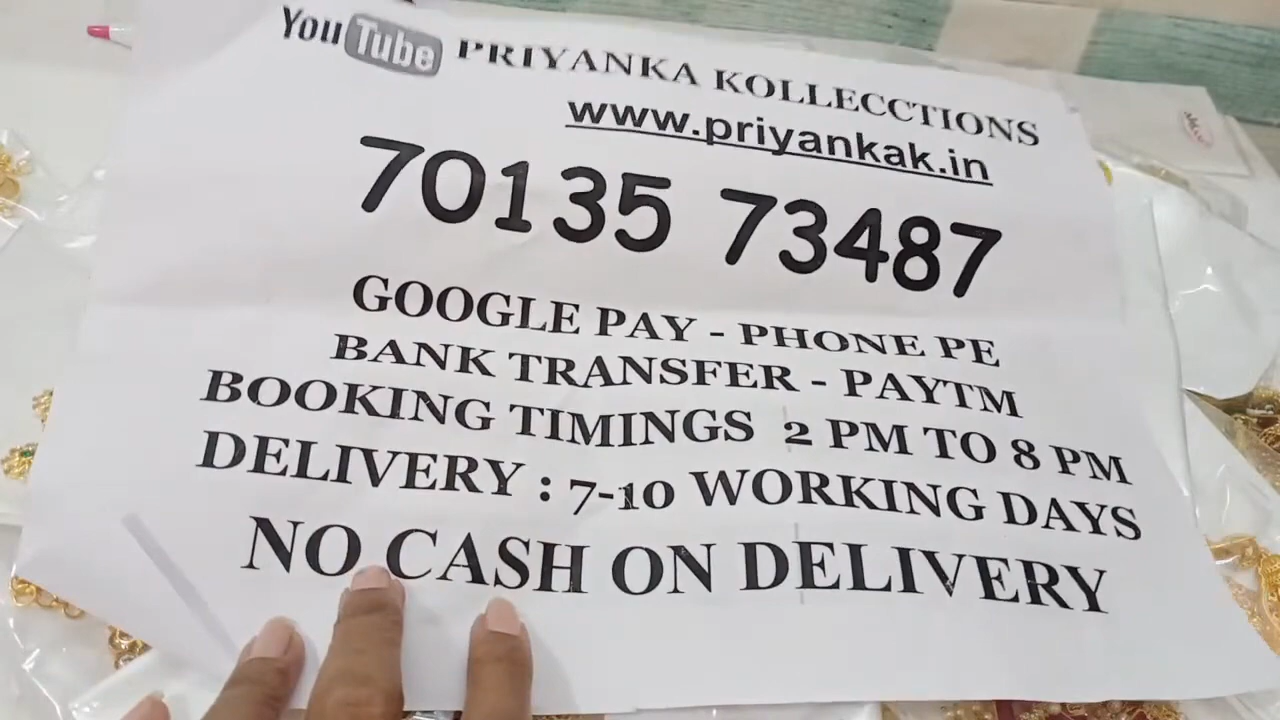 YouTube PRIYANKA KOLLECCTIONS
www.priyankak.in
70135 73487
GOOGLE PAY - PHONE PE
BANK TRANSFER - PAYTM
BOOKING TIMINGS 2 PM TO 8 PM
DELIVERY : 7-10 WORKING DAYS
NO CASH ON DELIVERY